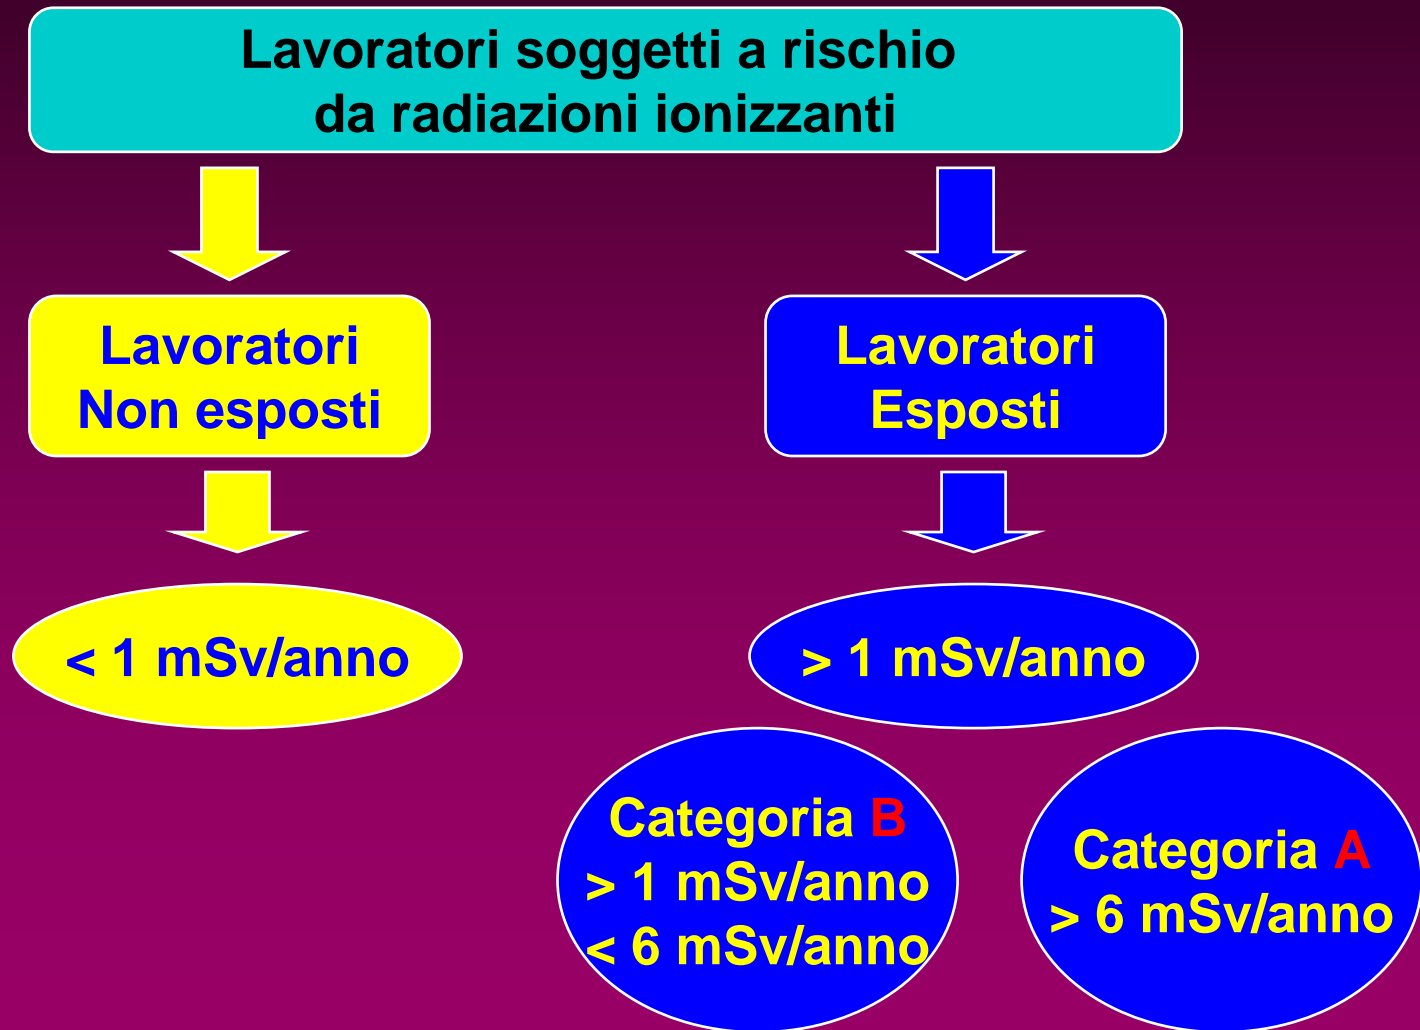 Lavoratori soggetti a rischio
da radiazioni ionizzanti
Lavoratori
Non esposti
Lavoratori
Esposti
< 1 mSv/anno
> 1 mSv/anno
Categoria B
> 1 mSv/anno
< 6 mSv/anno
Categoria A
> 6 mSv/anno